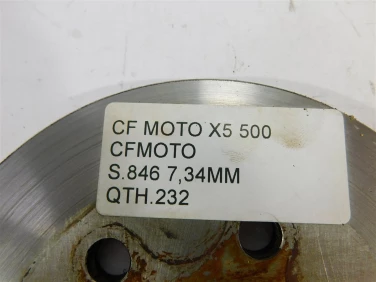 CF MOTO X5 500
CFMOTO
S.846 7,34MM
QTH.232